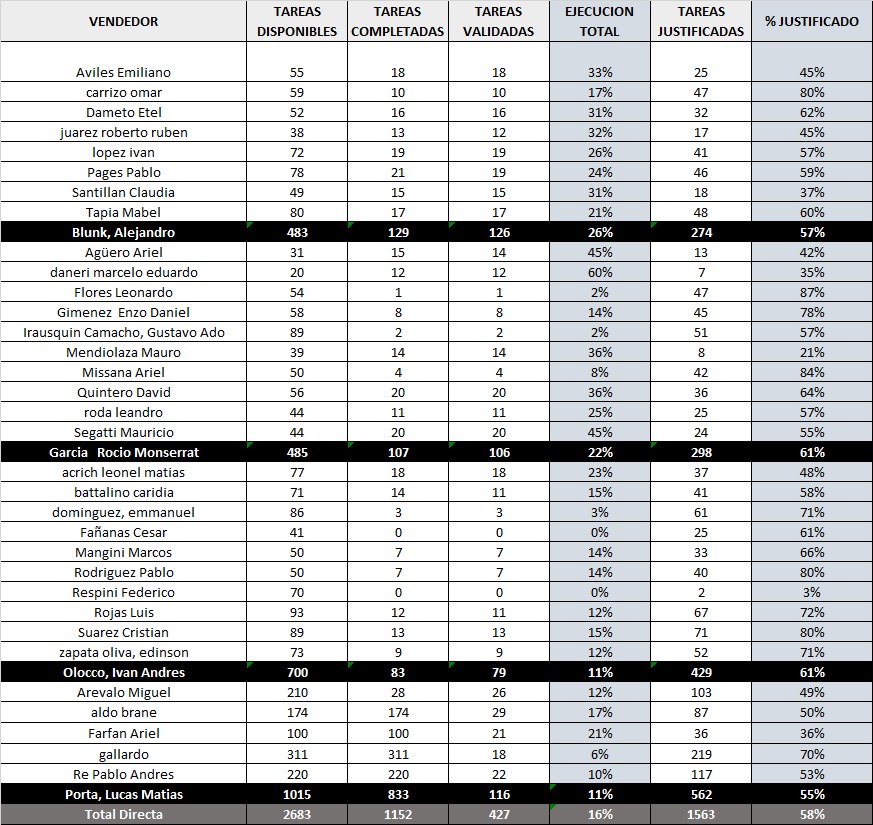 VENDEDOR TAREAS DISPONIBLES TAREAS COMPLETADAS TAREAS VALIDADAS EJECUCION TOTAL TAREAS JUSTIFICADAS % JUSTIFICADO
Aviles Emiliano 55 18 18 33% 25 45%
carrizo omar 59 10 10 17% 47 80%
Dameto Etel 52 16 16 31% 32 62%
juarez roberto ruben 38 13 12 32% 17 45%
lopez ivan 72 19 19 26% 41 57%
Pages Pablo 78 21 19 24% 46 59%
Santillan Claudia 49 15 15 31% 18 37%
Tapia Mabel 80 17 17 21% 48 60%
Blunk, Alejandro 483 129 126 26% 274 57%
Agüero Ariel 31 15 14 45% 13 42%
daneri marcelo eduardo 20 12 12 60% 7 35%
Flores Leonardo 54 1 1 2% 47 87%
Gimenez Enzo Daniel 58 8 8 14% 45 78%
Irausquin Camacho, Gustavo Ado 89 2 2 2% 51 57%
Mendiolaza Mauro 39 14 14 36% 8 21%
Missana Ariel 50 4 4 8% 42 84%
Quintero David 56 20 20 36% 36 64%
roda leandro 44 11 11 25% 25 57%
Segatti Mauricio 44 20 20 45% 24 55%
Garcia Rocio Monserrat 485 107 106 22% 298 61%
acrich leonel matias 77 18 18 23% 37 48%
battalino caridia 71 14 11 15% 41 58%
dominguez, emmanuel 86 3 3 3% 61 71%
Fañanas Cesar 41 0 0 0% 25 61%
Mangini Marcos 50 7 7 14% 33 66%
Rodriguez Pablo 50 7 7 14% 40 80%
Respini Federico 70 0 0 0% 2 3%
Rojas Luis 93 12 11 12% 67 72%
Suarez Cristian 89 13 13 15% 71 80%
zapata oliva, edinson 73 9 9 12% 52 71%
Olocco, Ivan Andres 700 83 79 11% 429 61%
Arevalo Miguel 210 28 26 12% 103 49%
aldo brane 174 174 29 17% 87 50%
Farfan Ariel 100 100 21 21% 36 36%
gallardo 311 311 18 6% 219 70%
Re Pablo Andres 220 220 22 10% 117 53%
Porta, Lucas Matias 1015 833 116 11% 562 55%
Total Directa 2683 1152 427 16% 1563 58%